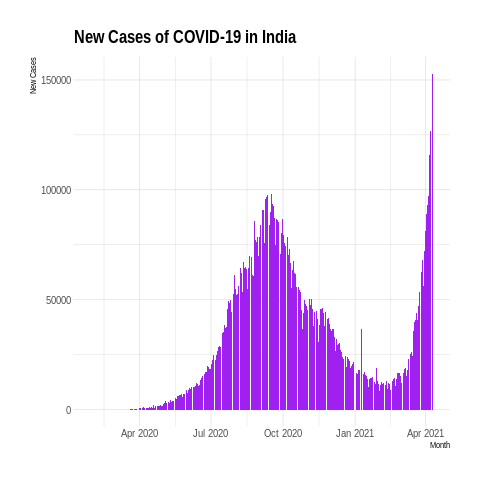 New Cases of COVID-19 in India
New Cases
150000
100000
50000
0
Apr 2020 Jul 2020 Oct 2020 Jan 2021 Apr 2021
Month